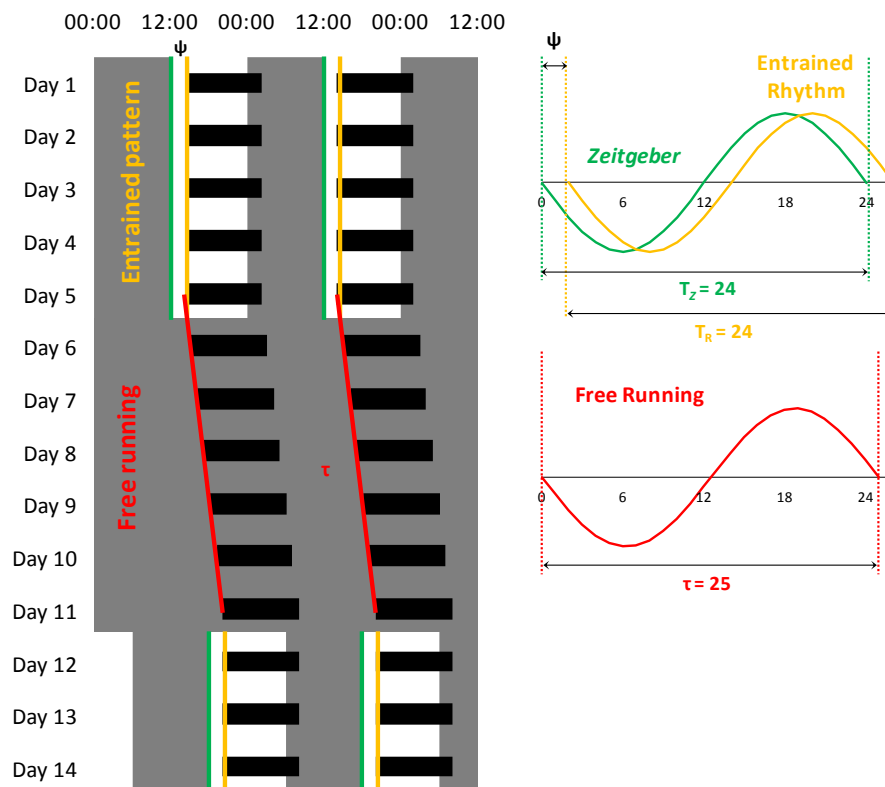 00:00 12:00 00:00 12:00 00:00 12:00
ψ
Day 1
Day 2
Day 3
Day 4
Day 5
Day 6
Day 7
Day 8
Day 9
Day 10
Day 11
Day 12
Day 13
Day 14
Entrained pattern
Free running
τ
ψ
Entrained
Rhythm
Zeitgeber
0 6 12 18 24
T_Z = 24
T_R = 24
Free Running
0 6 12 18 24
τ = 25